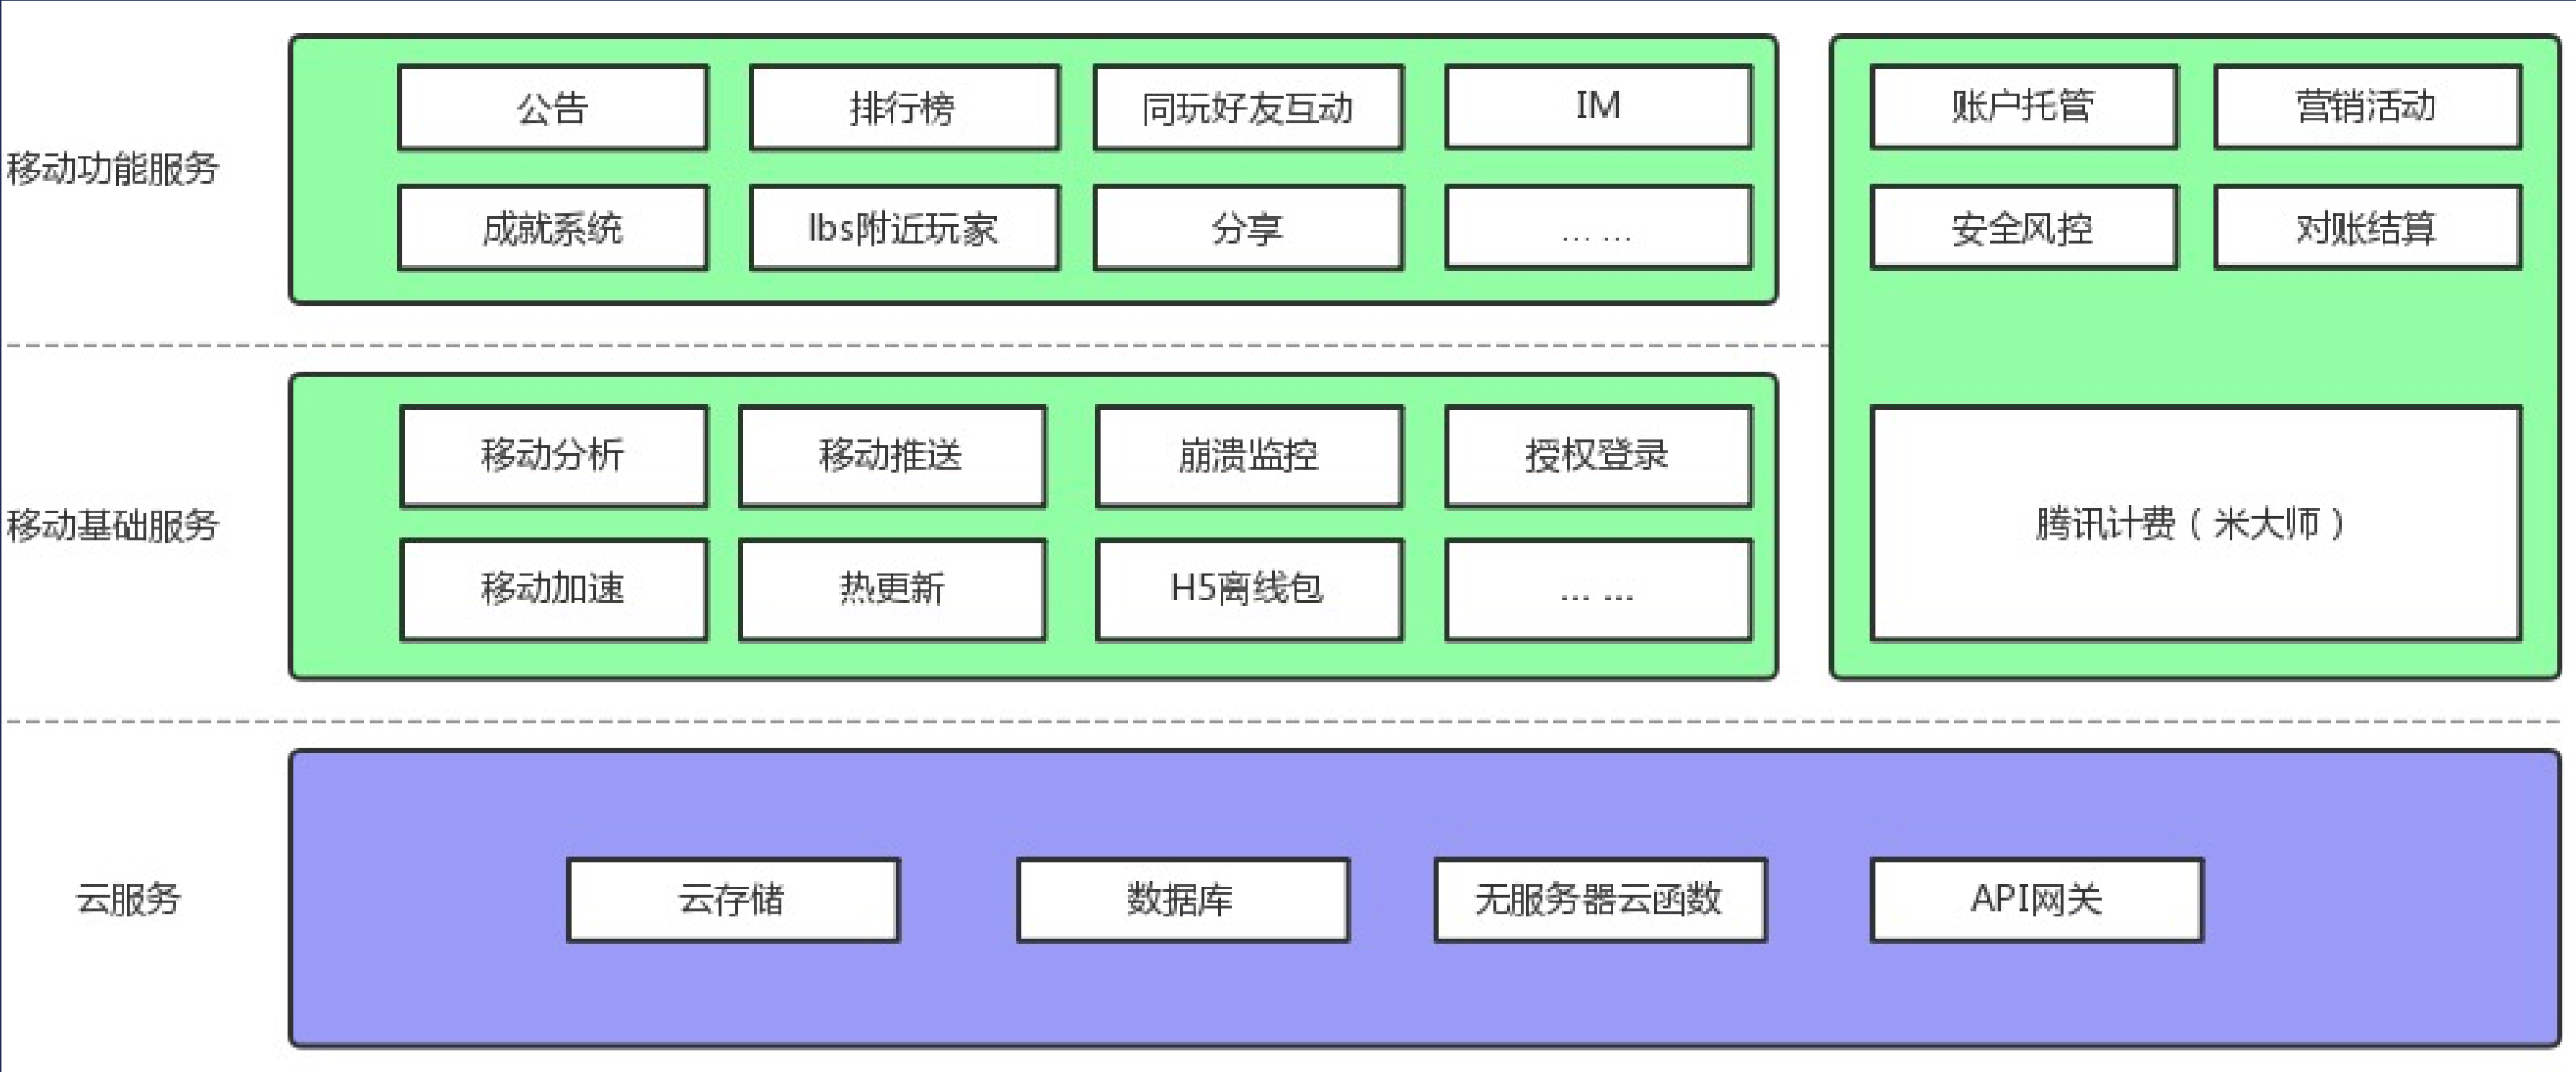 移动功能服务
公告
排行榜
同玩好友互动
IM
成就系统
lbs附近玩家
分享
... ...
账户托管
营销活动
安全风控
对账结算
移动基础服务
移动分析
移动推送
崩溃监控
授权登录
移动加速
热更新
H5离线包
... ...
腾讯计费（米大师）
云服务
云存储
数据库
无服务器云函数
API网关